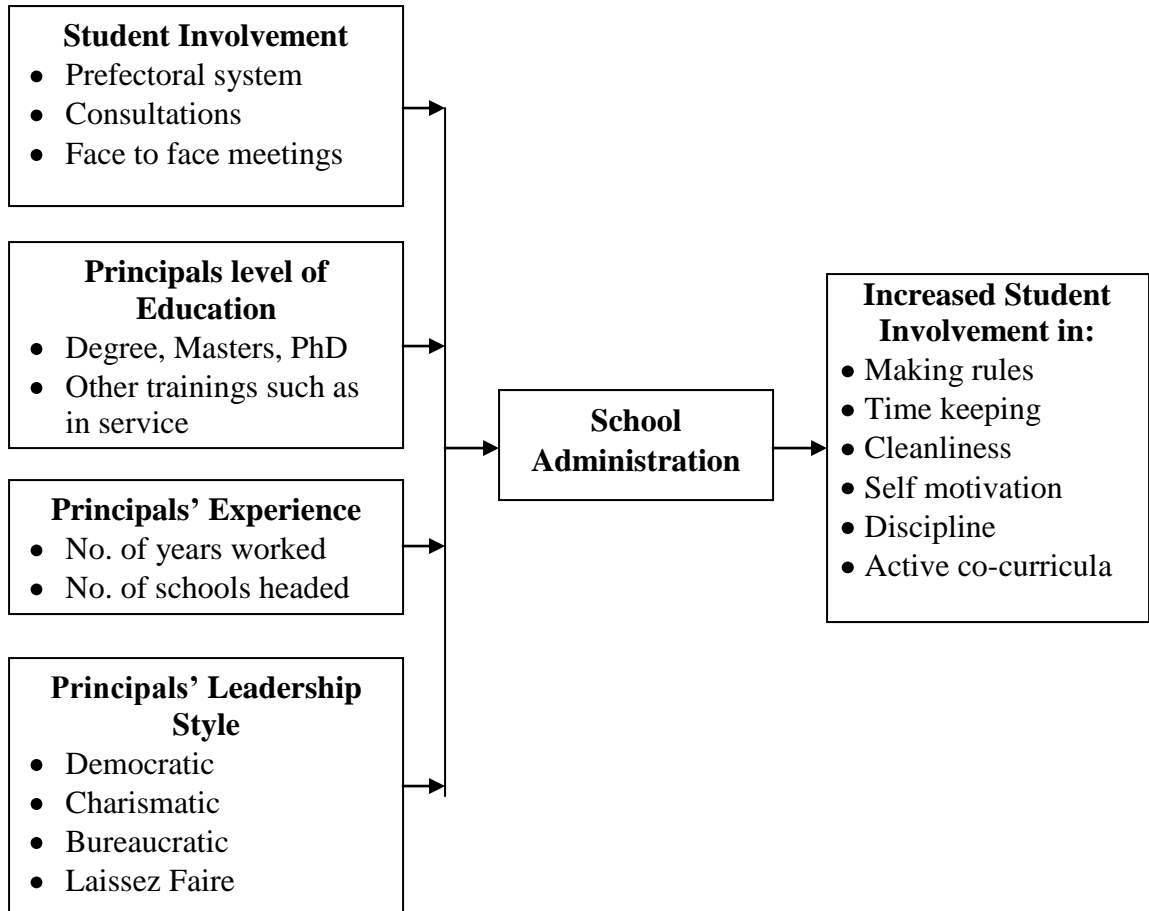 Student Involvement
• Prefectoral system
• Consultations
• Face to face meetings
Principals level of
Education
• Degree, Masters, PhD
• Other trainings such as
in service
Principals’ Experience
• No. of years worked
• No. of schools headed
Principals’ Leadership
Style
• Democratic
• Charismatic
• Bureaucratic
• Laissez Faire
School
Administration
Increased Student
Involvement in:
• Making rules
• Time keeping
• Cleanliness
• Self motivation
• Discipline
• Active co-curricula